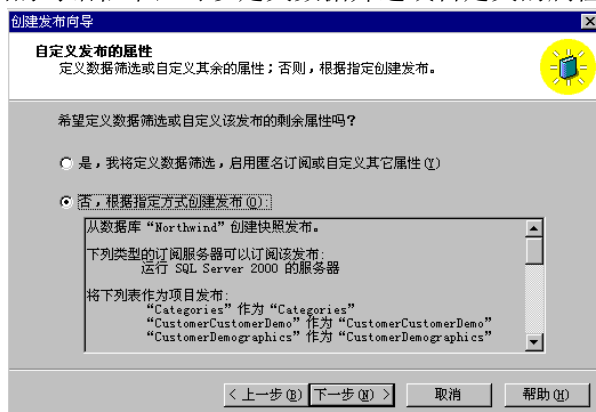 创建发布向导
自定义发布的属性
定义数据筛选或自定义其余的属性；否则，根据指定创建发布。
希望定义数据筛选或自定义该发布的剩余属性吗？
是，我将定义数据筛选，启用匿名订阅或自定义其它属性(Y)
否，根据指定方式创建发布(O):
从数据库“Northwind”创建快照发布。
下列类型的订阅服务器可以订阅该发布:
运行 SQL Server 2000 的服务器
将下列表作为项目发布:
“Categories”作为“Categories”
“CustomerCustomerDemo”作为“CustomerCustomerDemo”
“CustomerDemographics”作为“CustomerDemographics”
< 上一步(B) 下一步(N) > 取消 帮助(H)